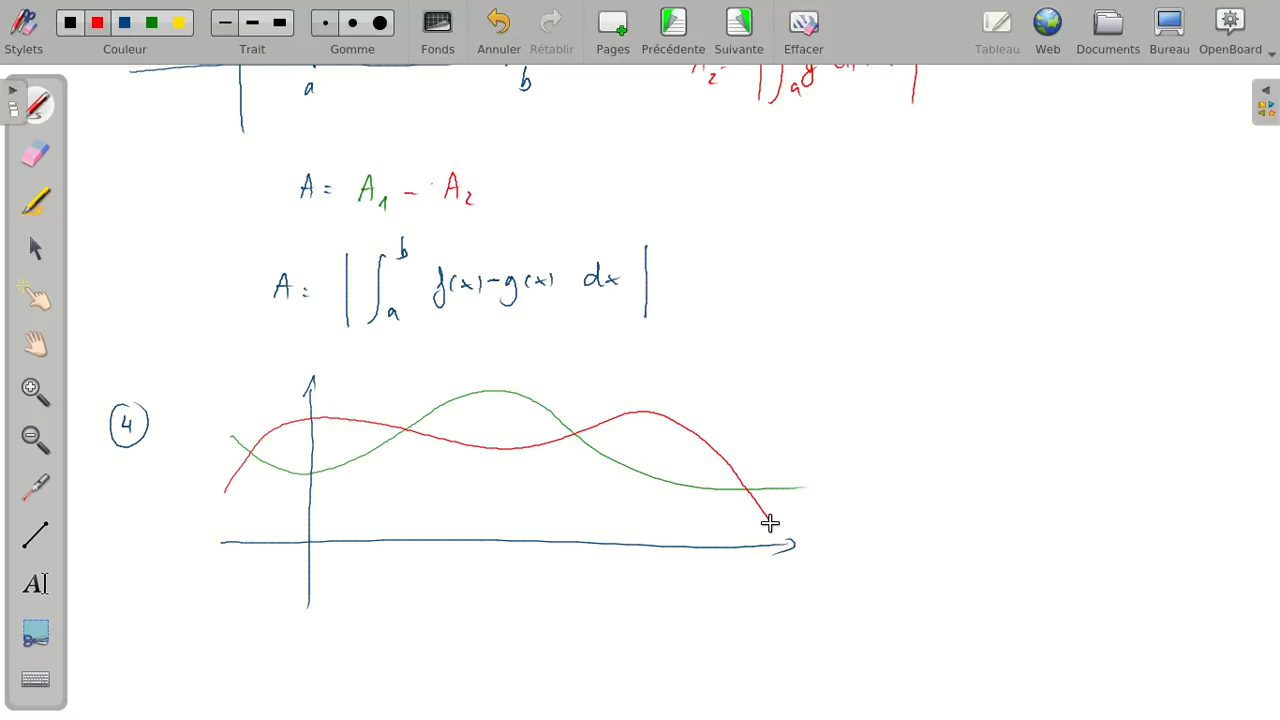 Stylets Couleur Trait Gomme Fonds Annuler Rétablir Pages Précédente Suivante Effacer Tableau Web Documents Bureau OpenBoard
a b
A = A₁ - A₂
A = | ∫ₐᵇ f(x) - g(x) dx |
4